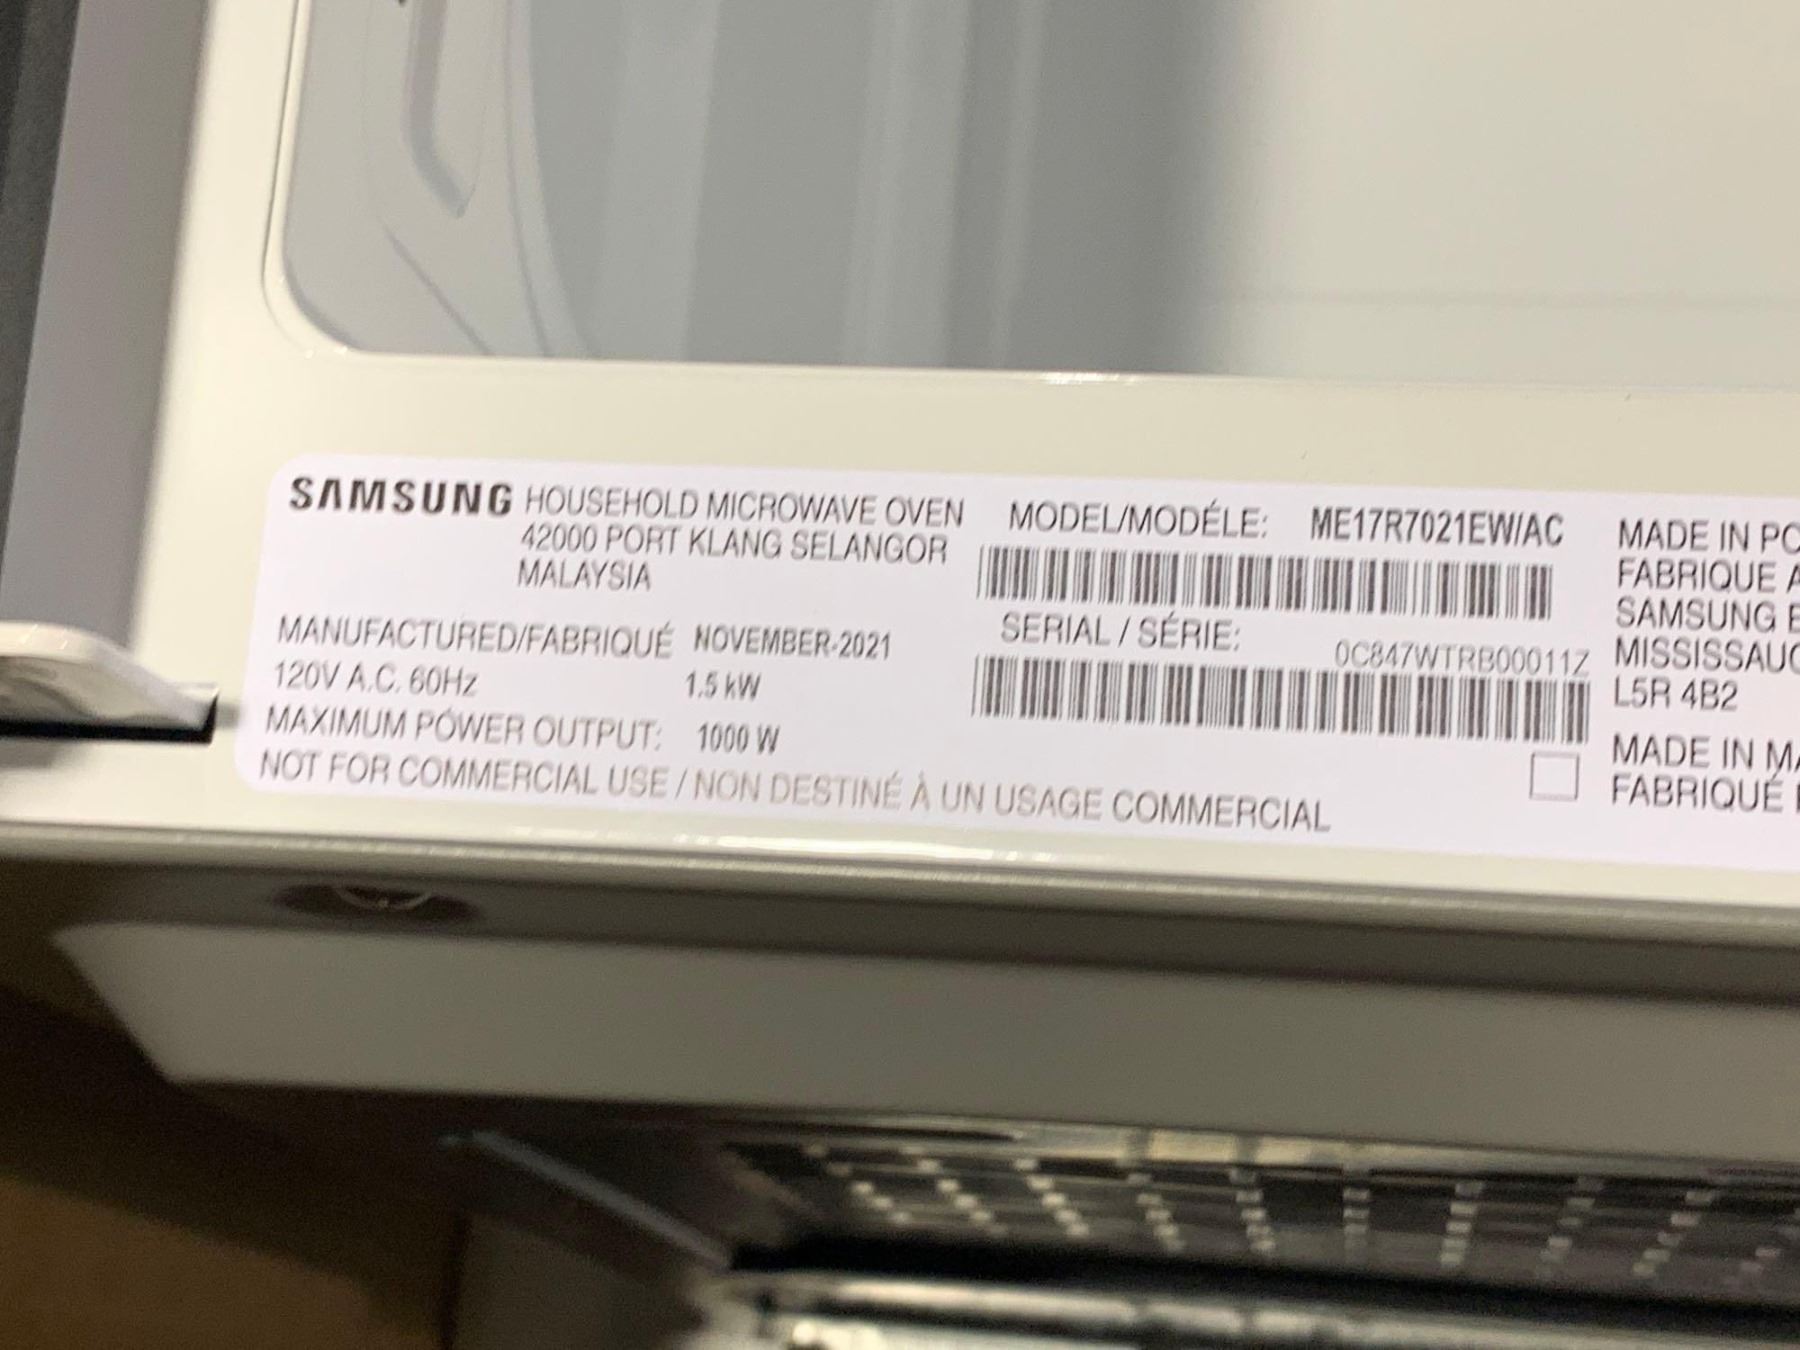 SAMSUNG HOUSEHOLD MICROWAVE OVEN
42000 PORT KLANG SELANGOR
MALAYSIA
MANUFACTURED/FABRIQUÉ NOVEMBER-2021
120V A.C. 60Hz 1.5 kW
MAXIMUM POWER OUTPUT: 1000 W
NOT FOR COMMERCIAL USE / NON DESTINÉ À UN USAGE COMMERCIAL
MODEL/MODÉLE: ME17R7021EW/AC
SERIAL / SÉRIE: 0C847WTRB00011Z
MADE IN
FABRIQUE
SAMSUNG
L5R 4B2
MADE IN
FABRIQUÉ